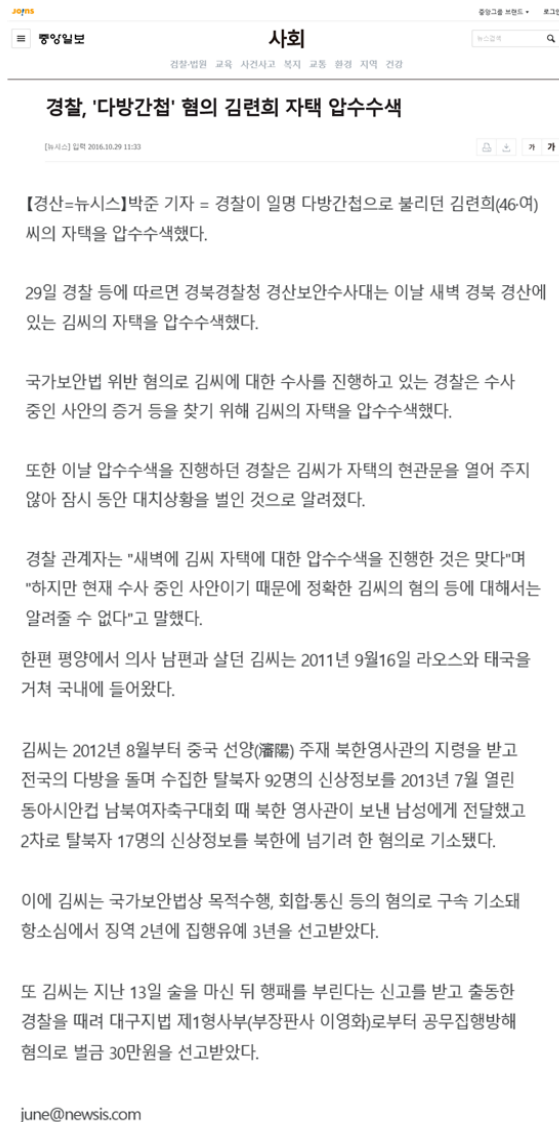 Joins
중앙그룹 브랜드 로그인
중앙일보
사회
뉴스검색
검찰·법원 교육 사건사고 복지 교통 환경 지역 건강
경찰, '다방간첩' 혐의 김련희 자택 압수수색
[뉴시스] 입력 2016.10.29 11:33
가 가
【경산=뉴시스】박준 기자 = 경찰이 일명 다방간첩으로 불리던 김련희(46·여)
씨의 자택을 압수수색했다.
29일 경찰 등에 따르면 경북경찰청 경산보안수사대는 이날 새벽 경북 경산에
있는 김씨의 자택을 압수수색했다.
국가보안법 위반 혐의로 김씨에 대한 수사를 진행하고 있는 경찰은 수사
중인 사안의 증거 등을 찾기 위해 김씨의 자택을 압수수색했다.
또한 이날 압수수색을 진행하던 경찰은 김씨가 자택의 현관문을 열어 주지
않아 잠시 동안 대치상황을 벌인 것으로 알려졌다.
경찰 관계자는 "새벽에 김씨 자택에 대한 압수수색을 진행한 것은 맞다"며
"하지만 현재 수사 중인 사안이기 때문에 정확한 김씨의 혐의 등에 대해서는
알려줄 수 없다"고 말했다.
한편 평양에서 의사 남편과 살던 김씨는 2011년 9월16일 라오스와 태국을
거쳐 국내에 들어왔다.
김씨는 2012년 8월부터 중국 선양(瀋陽) 주재 북한영사관의 지령을 받고
전국의 다방을 돌며 수집한 탈북자 92명의 신상정보를 2013년 7월 열린
동아시안컵 남북여자축구대회 때 북한 영사관이 보낸 남성에게 전달했고
2차로 탈북자 17명의 신상정보를 북한에 넘기려 한 혐의로 기소됐다.
이에 김씨는 국가보안법상 목적수행, 회합·통신 등의 혐의로 구속 기소돼
항소심에서 징역 2년에 집행유예 3년을 선고받았다.
또 김씨는 지난 13일 술을 마신 뒤 행패를 부린다는 신고를 받고 출동한
경찰을 때려 대구지법 제1형사부(부장판사 이영화)로부터 공무집행방해
혐의로 벌금 30만원을 선고받았다.
june@newsis.com